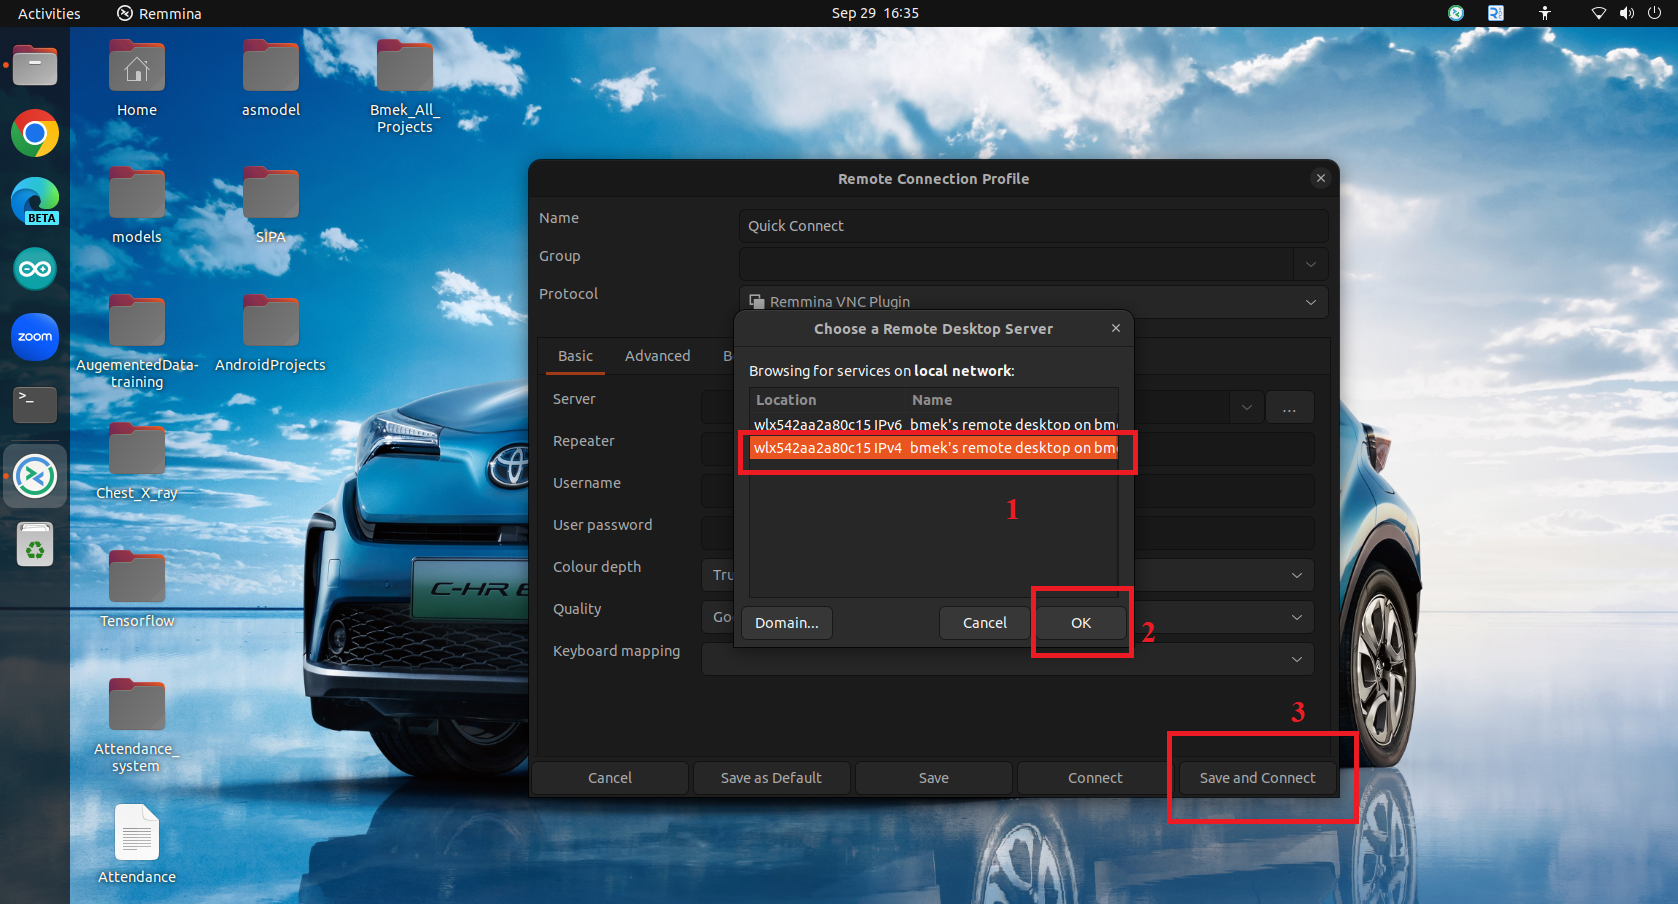 Activities
Remmina
Sep 29 16:35
Home
asmodel
Bmek_All_
Projects
BETA
models
SIPA
zoom
AugementedData-
training
AndroidProjects
>_
Chest_X_ray
Tensorflow
Attendance_
system
Attendance
C-HR
Remote Connection Profile
Name
Quick Connect
Group
Protocol
Remmina VNC Plugin
Basic
Advanced
Server
...
Repeater
Username
User password
Colour depth
Tru
Quality
Go
Keyboard mapping
Choose a Remote Desktop Server
Browsing for services on local network:
Location
Name
wlx542aa2a80c15 IPv6 bmek's remote desktop on bm
wlx542aa2a80c15 IPv4 bmek's remote desktop on bm
1
Domain...
Cancel
OK
2
3
Cancel
Save as Default
Save
Connect
Save and Connect